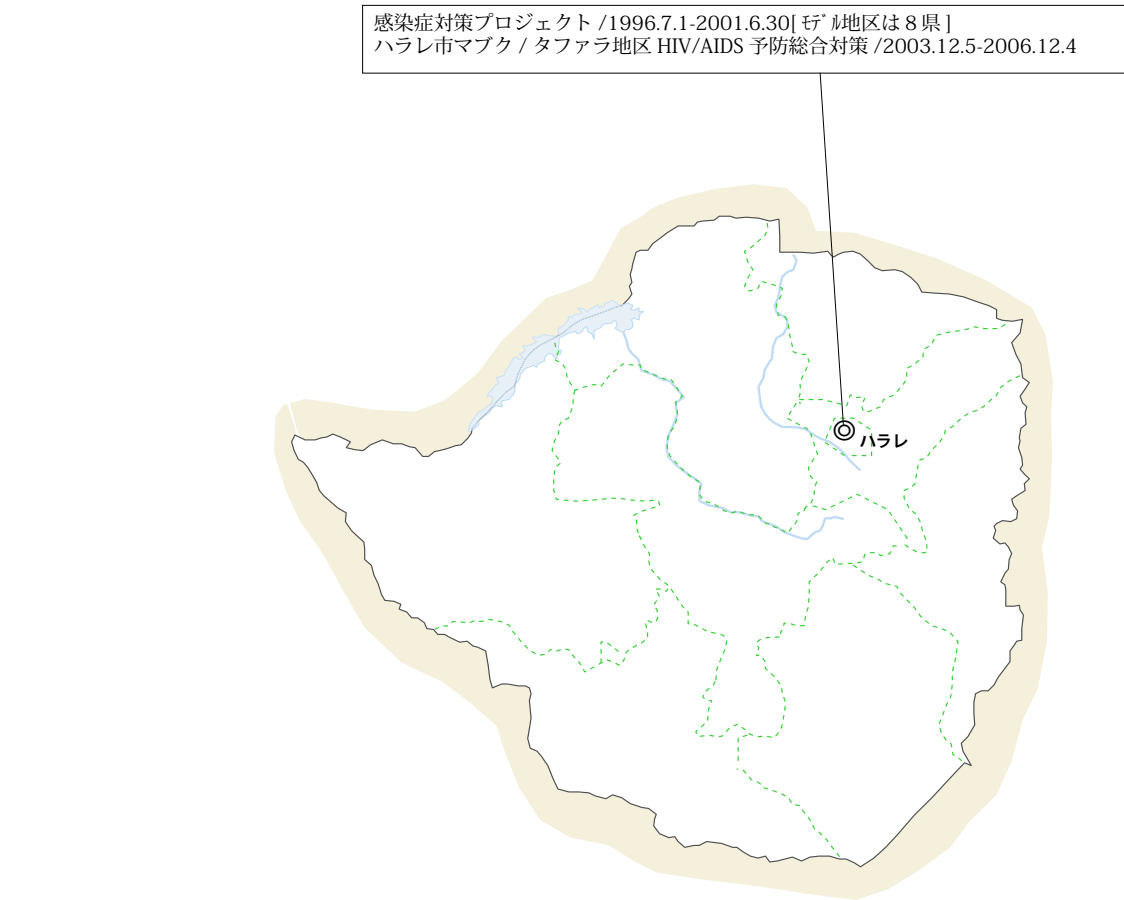 感染症対策プロジェクト /1996.7.1-2001.6.30[ ﾓﾃﾞﾙ地区は８県 ]
ハラレ市マブク / タファラ地区 HIV/AIDS 予防総合対策 /2003.12.5-2006.12.4
ハラレ